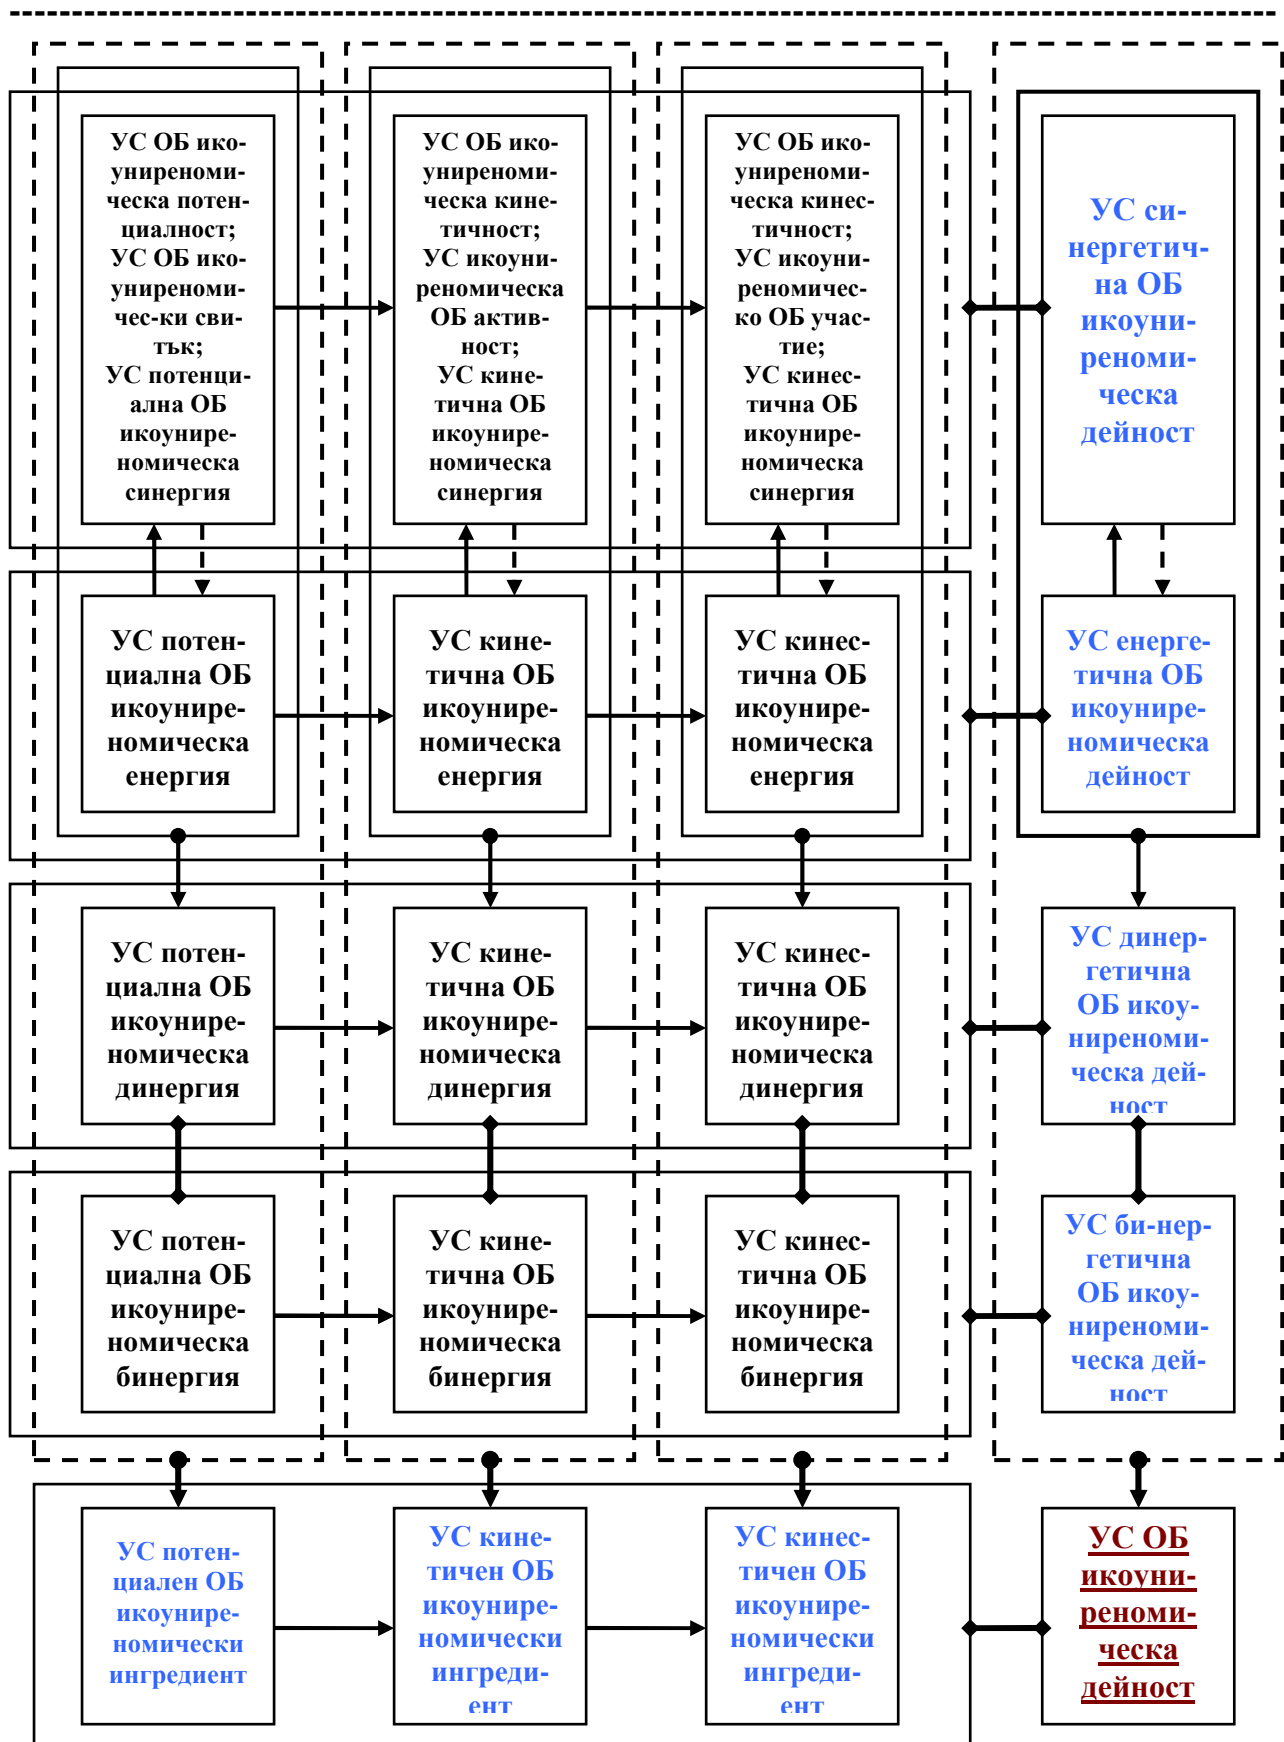 УС ОБ ико-
униреноми-
ческа потен-
циалност;
УС ОБ ико-
униреноми-
чес-ки сви-
тък;
УС потенци-
ална ОБ
икоунире-
номическа
синергия
УС ОБ ико-
униреноми-
ческа кине-
тичност;
УС икоуни-
реномическа
ОБ актив-
ност;
УС кине-
тична ОБ
икоунире-
номическа
синергия
УС ОБ ико-
униреноми-
ческа кинес-
тичност;
УС икоуни-
реномичес-
ко ОБ учас-
тие;
УС кинес-
тична ОБ
икоунире-
номическа
синергия
УС си-
нергетич-
на ОБ
икоуни-
реноми-
ческа
дейност
УС потен-
циална ОБ
икоунире-
номическа
енергия
УС кине-
тична ОБ
икоунире-
номическа
енергия
УС кинес-
тична ОБ
икоунире-
номическа
енергия
УС енерге-
тична ОБ
икоунире-
номическа
дейност
УС потен-
циална ОБ
икоунире-
номическа
динергия
УС кине-
тична ОБ
икоунире-
номическа
динергия
УС кинес-
тична ОБ
икоунире-
номическа
динергия
УС динер-
гетична
ОБ икоу-
ниреноми-
ческа дей-
ност
УС потен-
циална ОБ
икоунире-
номическа
бинергия
УС кине-
тична ОБ
икоунире-
номическа
бинергия
УС кинес-
тична ОБ
икоунире-
номическа
бинергия
УС би-нер-
гетична
ОБ икоу-
ниреноми-
ческа дей-
ност
УС потен-
циален ОБ
икоунире-
номически
ингредиент
УС кине-
тичен ОБ
икоунире-
номически
ингреди-
ент
УС кинес-
тичен ОБ
икоунире-
номически
ингреди-
ент
УС ОБ
икоуни-
реноми-
ческа
дейност